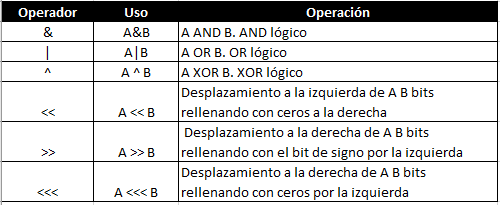 Operador Uso Operación
& A&B A AND B. AND lógico
| A|B A OR B. OR lógico
^ A ^ B A XOR B. XOR lógico
Desplazamiento a la izquierda de A B bits
<< A << B rellenando con ceros a la derecha
Desplazamiento a la derecha de A B bits
>> A >> B rellenando con el bit de signo por la izquierda
Desplazamiento a la derecha de A B bits
<<< A <<< B rellenando con ceros por la izquierda